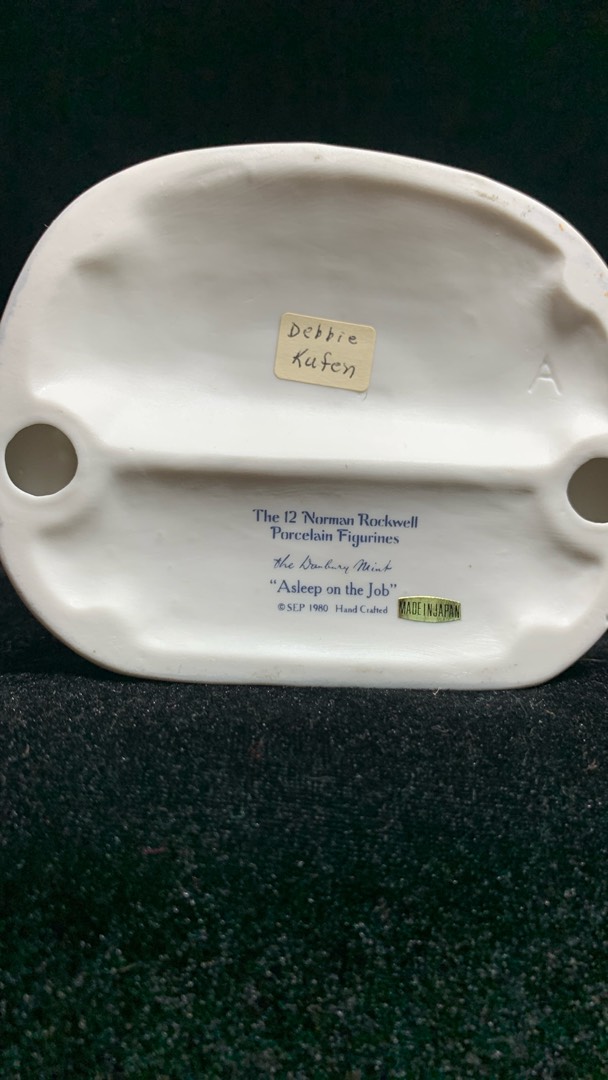 Debbie
Kufen
A
The 12 Norman Rockwell
Porcelain Figurines
The Danbury Mint
"Asleep on the Job"
© SEP 1980 Hand Crafted
MADE IN JAPAN